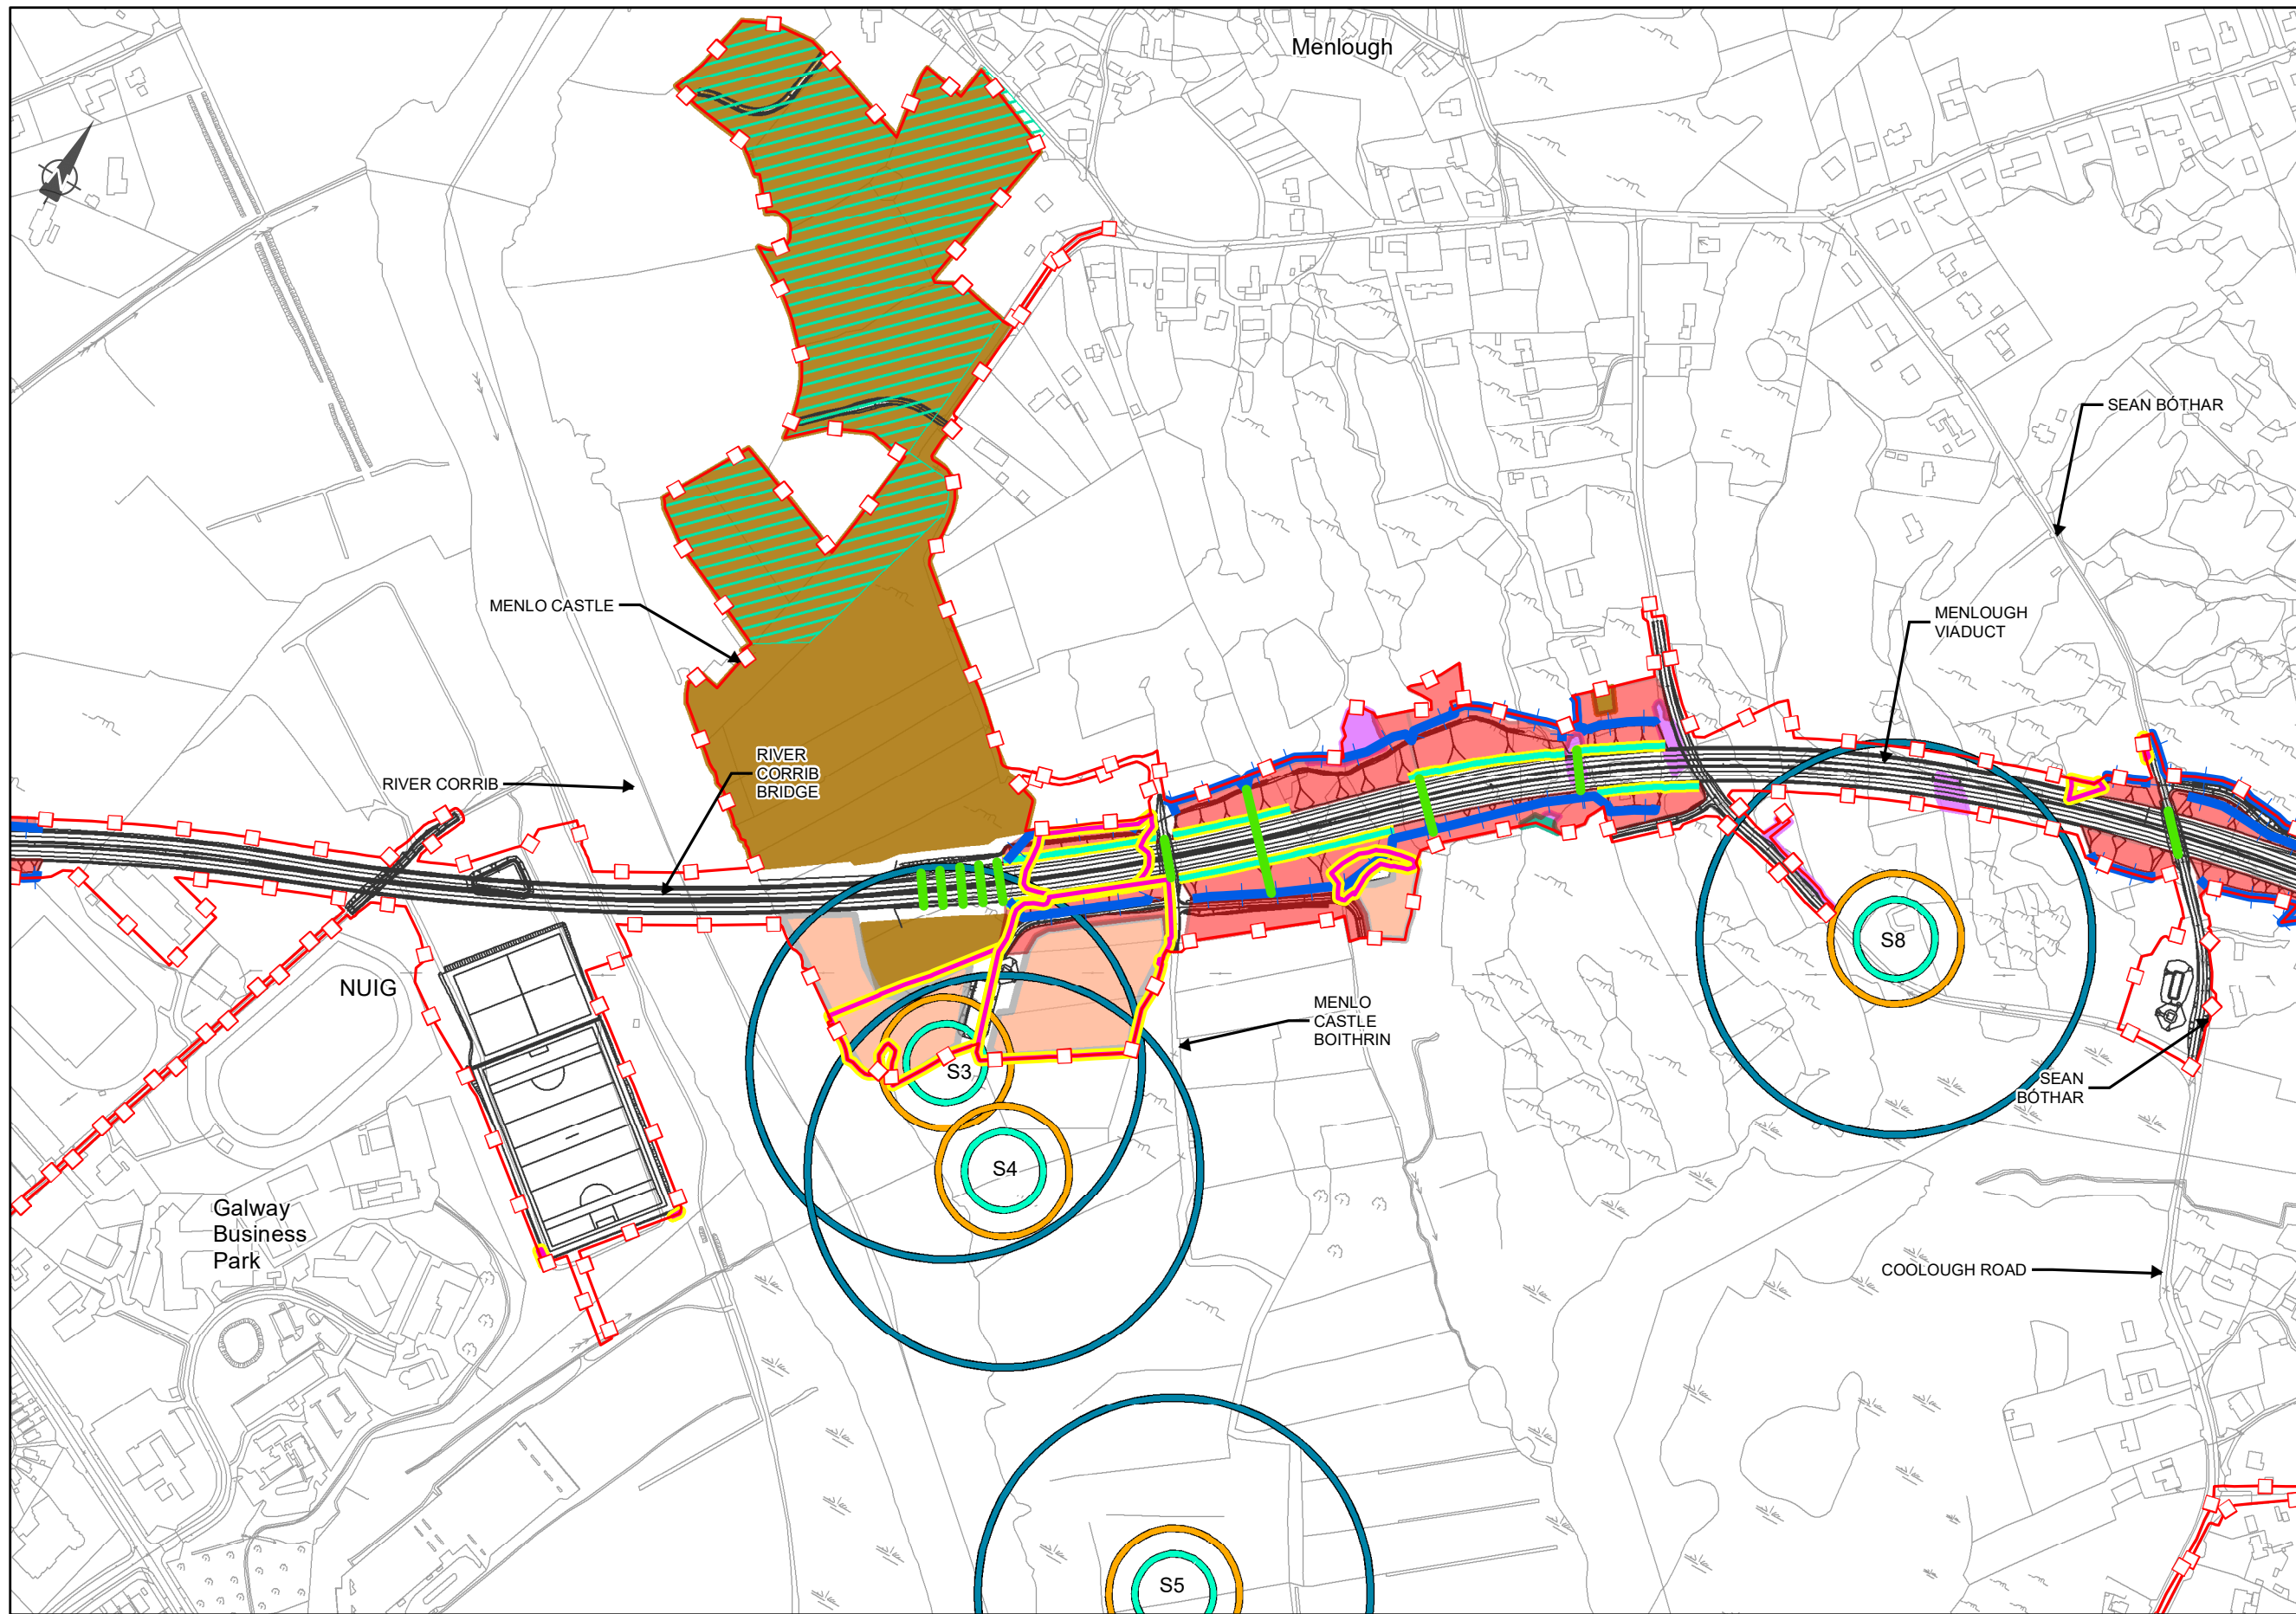 Menlough
SEAN BÓTHAR
MENLO CASTLE
MENLOUGH
VIADUCT
RIVER
CORRIB
BRIDGE
RIVER CORRIB
S8
NUIG
MENLO
CASTLE
BOITHRIN
S3
SEAN
BÓTHAR
S4
Galway
Business
Park
COOLOUGH ROAD
S5